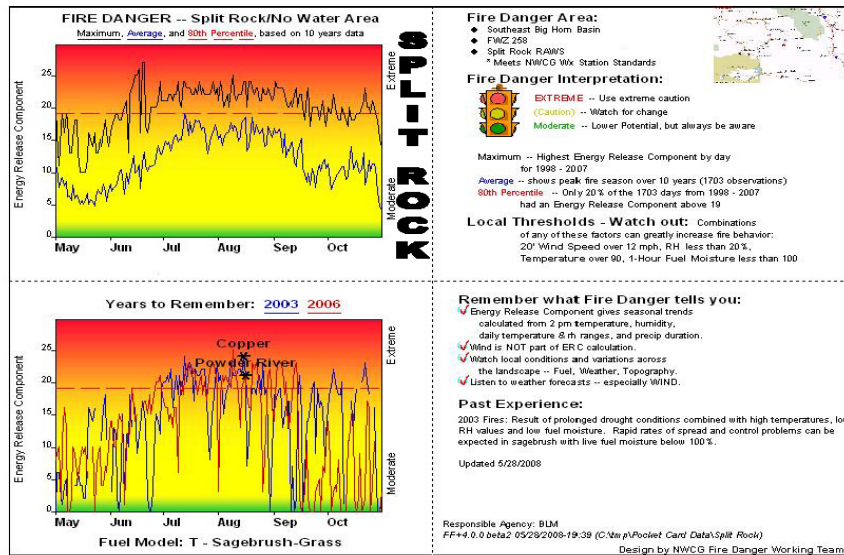 FIRE DANGER -- Split Rock/No Water Area
Maximum, Average, and 80th Percentile, based on 10 years data
Energy Release Component
25
20
15
10
5
0
May Jun Jul Aug Sep Oct
Extreme
Moderate
SPLIT ROCK
Fire Danger Area:
Southeast Big Horn Basin
FWZ 258
Split Rock RAWS
* Meets NWCG Wx Station Standards
Fire Danger Interpretation:
EXTREME -- Use extreme caution
(Caution) -- Watch for change
Moderate -- Lower Potential, but always be aware
Maximum -- Highest Energy Release Component by day
for 1998 - 2007
Average -- shows peak fire season over 10 years (1703 observations)
80th Percentile -- Only 20% of the 1703 days from 1998 - 2007
had an Energy Release Component above 19
Local Thresholds - Watch out: Combinations
of any of these factors can greatly increase fire behavior:
20' Wind Speed over 12 mph, RH less than 20%,
Temperature over 90, 1-Hour Fuel Moisture less than 100
Years to Remember: 2003 2006
Energy Release Component
25
20
15
10
5
0
Copper
Powder River
May Jun Jul Aug Sep Oct
Extreme
Moderate
Fuel Model: T - Sagebrush-Grass
Remember what Fire Danger tells you:
Energy Release Component gives seasonal trends
calculated from 2 pm temperature, humidity,
daily temperature & rh ranges, and precip duration.
Wind is NOT part of ERC calculation.
Watch local conditions and variations across
the landscape -- Fuel, Weather, Topography.
Listen to weather forecasts -- especially WIND.
Past Experience:
2003 Fires: Result of prolonged drought conditions combined with high temperatures, lo
RH values and low fuel moisture. Rapid rates of spread and control problems can be
expected in sagebrush with live fuel moisture below 100%.
Updated 5/28/2008
Responsible Agency: BLM
FF+4.0.0 beta2 05/28/2008-19:39 (C:\tmp\Pocket Card Data\Split Rock)
Design by NWCG Fire Danger Working Team